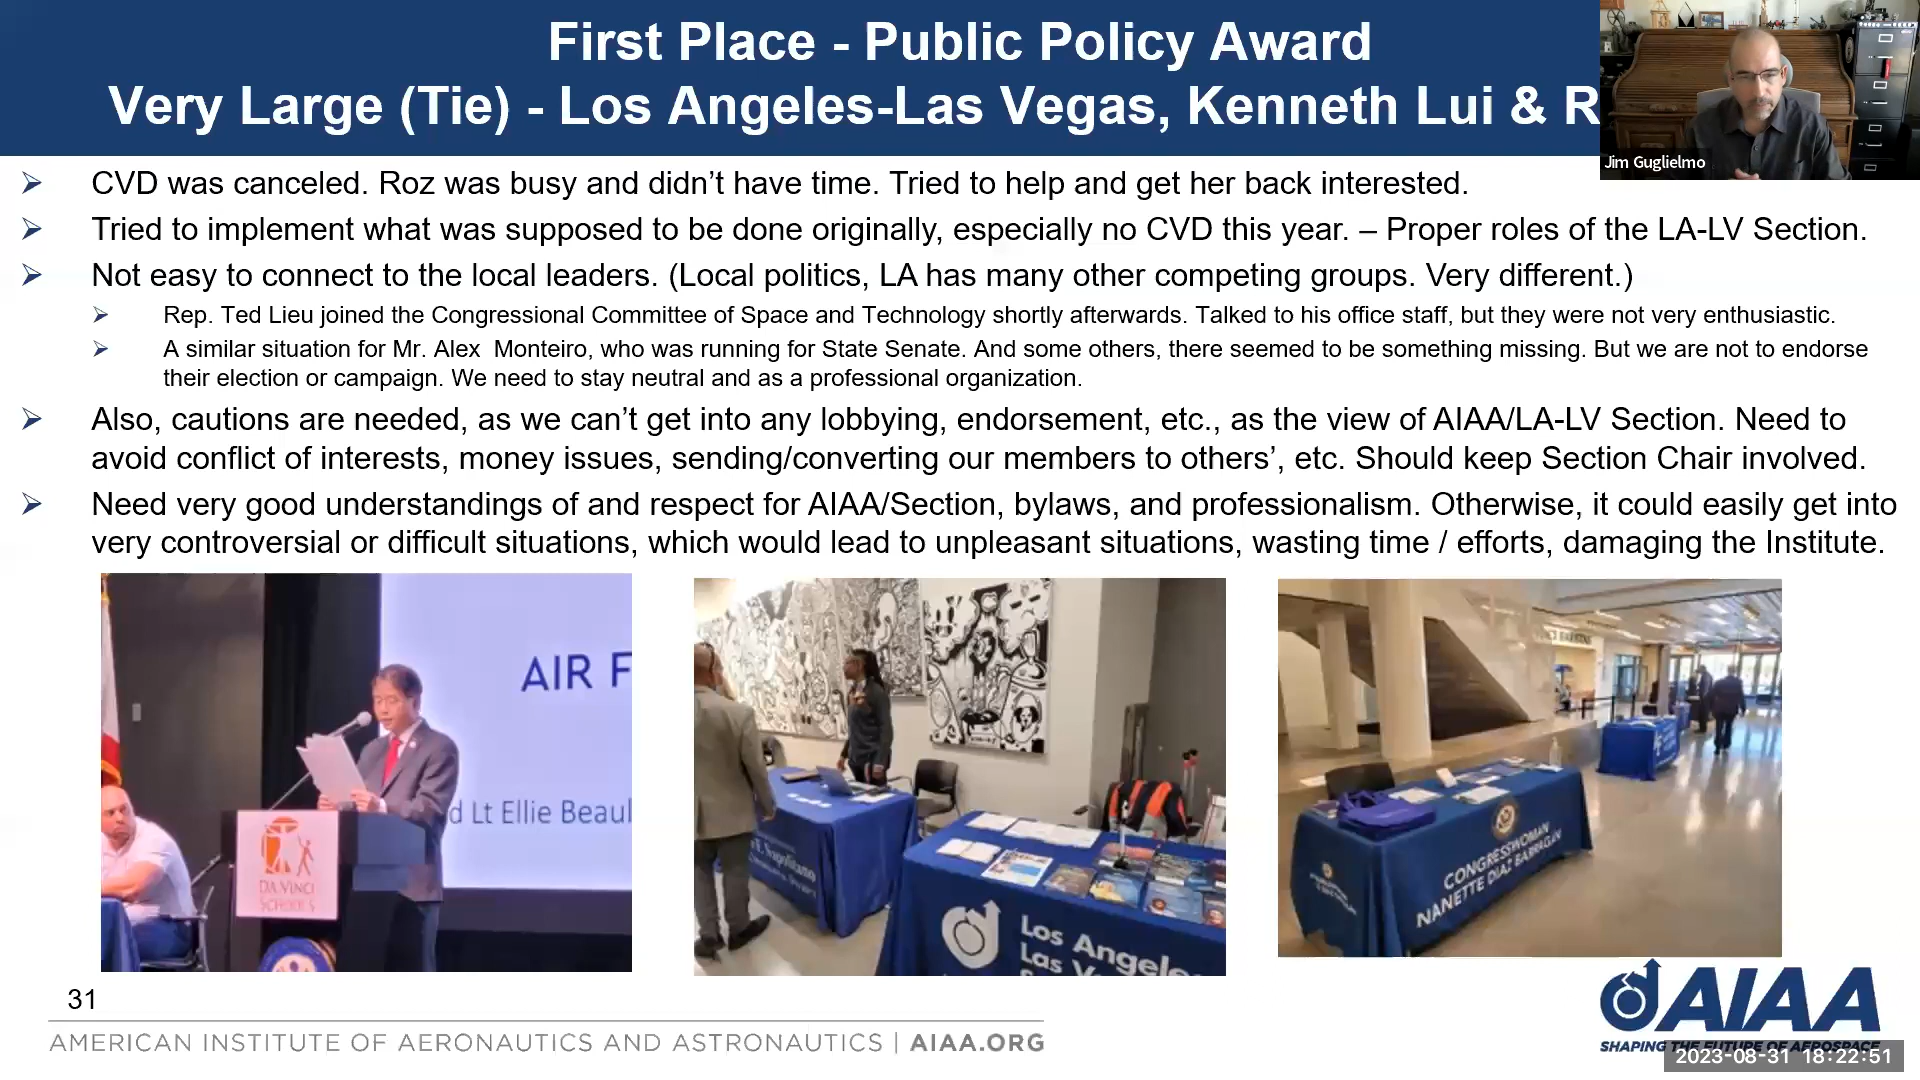 First Place - Public Policy Award
Very Large (Tie) - Los Angeles-Las Vegas, Kenneth Lui & R
Jim Guglielmo
CVD was canceled. Roz was busy and didn’t have time. Tried to help and get her back interested.
Tried to implement what was supposed to be done originally, especially no CVD this year. – Proper roles of the LA-LV Section.
Not easy to connect to the local leaders. (Local politics, LA has many other competing groups. Very different.)
Rep. Ted Lieu joined the Congressional Committee of Space and Technology shortly afterwards. Talked to his office staff, but they were not very enthusiastic.
A similar situation for Mr. Alex Monteiro, who was running for State Senate. And some others, there seemed to be something missing. But we are not to endorse
their election or campaign. We need to stay neutral and as a professional organization.
Also, cautions are needed, as we can’t get into any lobbying, endorsement, etc., as the view of AIAA/LA-LV Section. Need to
avoid conflict of interests, money issues, sending/converting our members to others’, etc. Should keep Section Chair involved.
Need very good understandings of and respect for AIAA/Section, bylaws, and professionalism. Otherwise, it could easily get into
very controversial or difficult situations, which would lead to unpleasant situations, wasting time / efforts, damaging the Institute.
AIR F
d Lt Ellie Beaul
DA VINCI
SCHOOLS
Napolitano
Los Angele
Las V
CONGRESSWOMAN
NANETTE DIAZ BARRAGÁN
31
AMERICAN INSTITUTE OF AERONAUTICS AND ASTRONAUTICS | AIAA.ORG
AIAA
SHAPING THE FUTURE OF AEROSPACE
2023-08-31 18:22:51